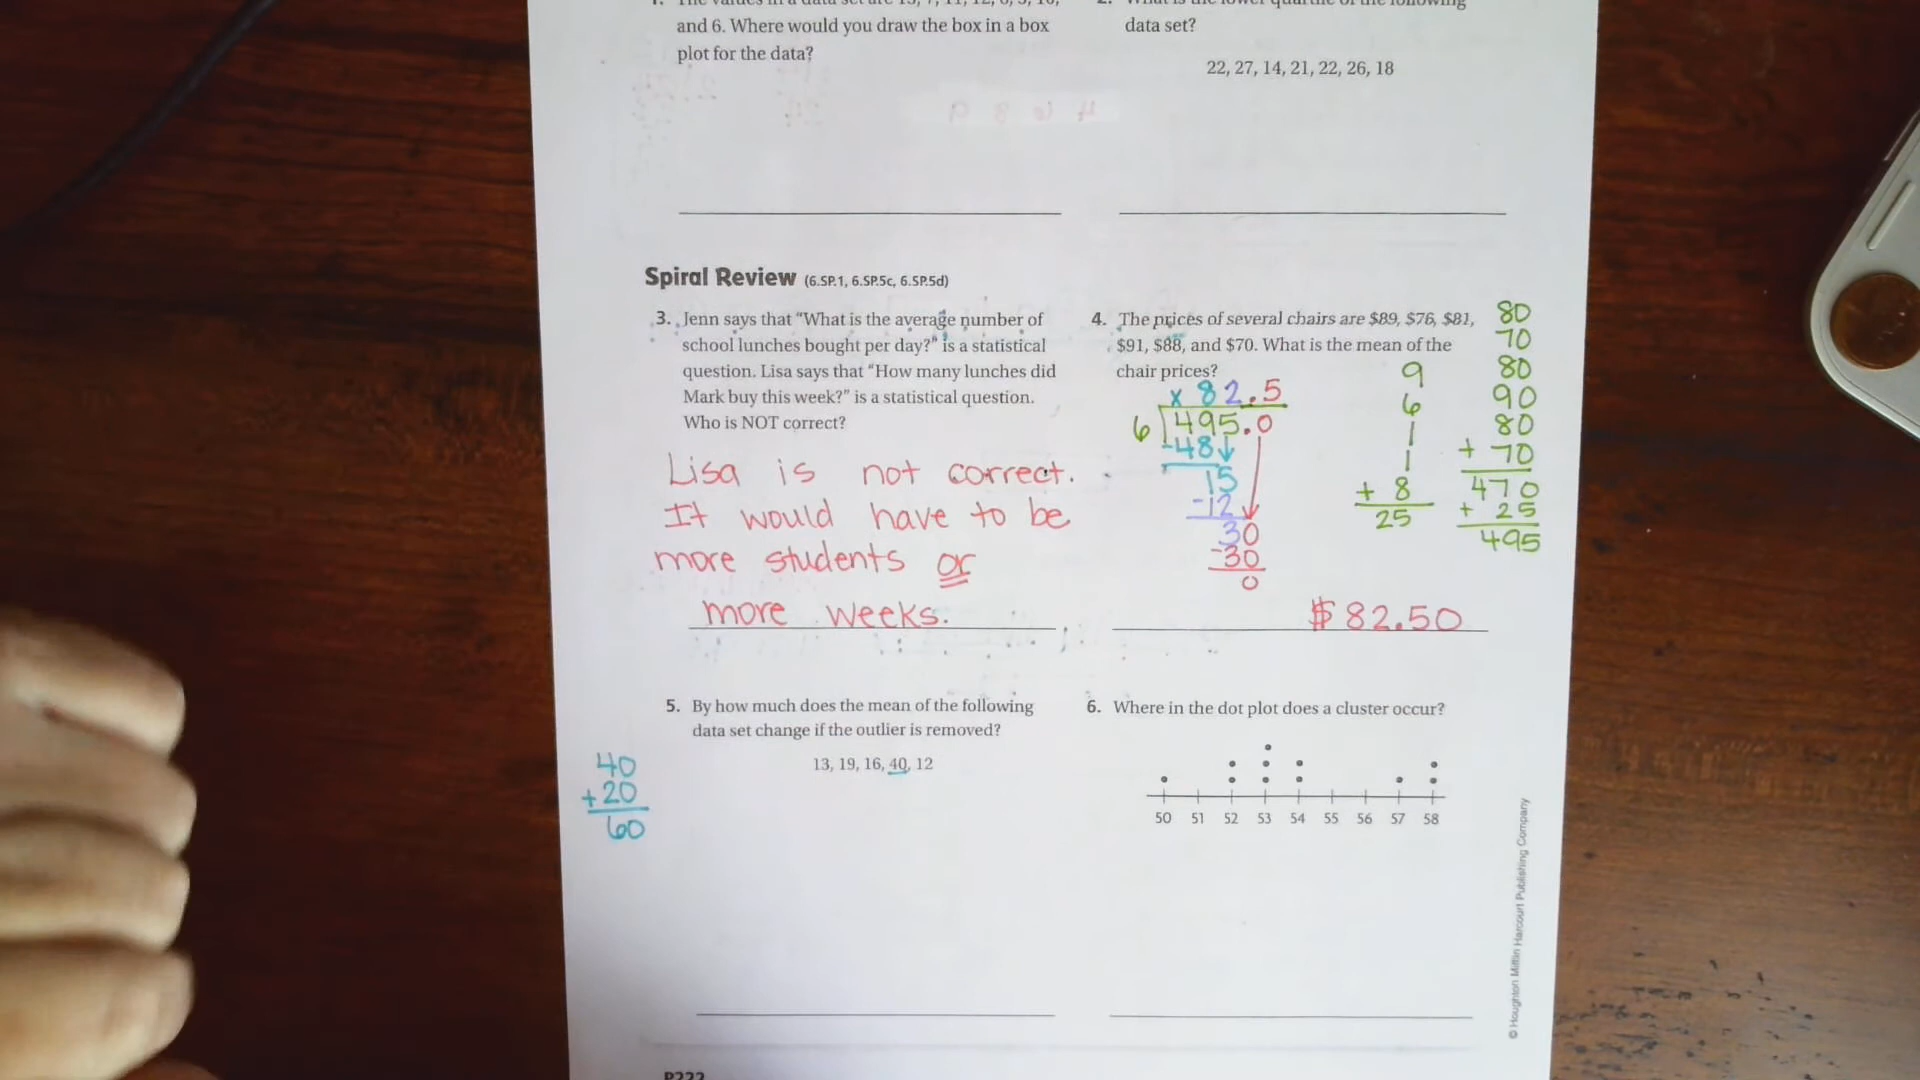 and 6. Where would you draw the box in a box
plot for the data?
data set?
22, 27, 14, 21, 22, 26, 18
Spiral Review (6.SP.1, 6.SP.5c, 6.SP.5d)
3. Jenn says that “What is the average number of
school lunches bought per day?” is a statistical
question. Lisa says that “How many lunches did
Mark buy this week?” is a statistical question.
Who is NOT correct?
Lisa is not correct.
It would have to be
more students or
more weeks.
4. The prices of several chairs are $89, $76, $81,
$91, $88, and $70. What is the mean of the
chair prices?
x 82.5
6 495.0
-48
15
-12
30
-30
0
9
6
1
1
+ 8
25
80
70
80
90
80
+ 70
470
+ 25
495
$82.50
5. By how much does the mean of the following
data set change if the outlier is removed?
13, 19, 16, 40, 12
40
+20
60
6. Where in the dot plot does a cluster occur?
50 51 52 53 54 55 56 57 58
© Houghton Mifflin Harcourt Publishing Company